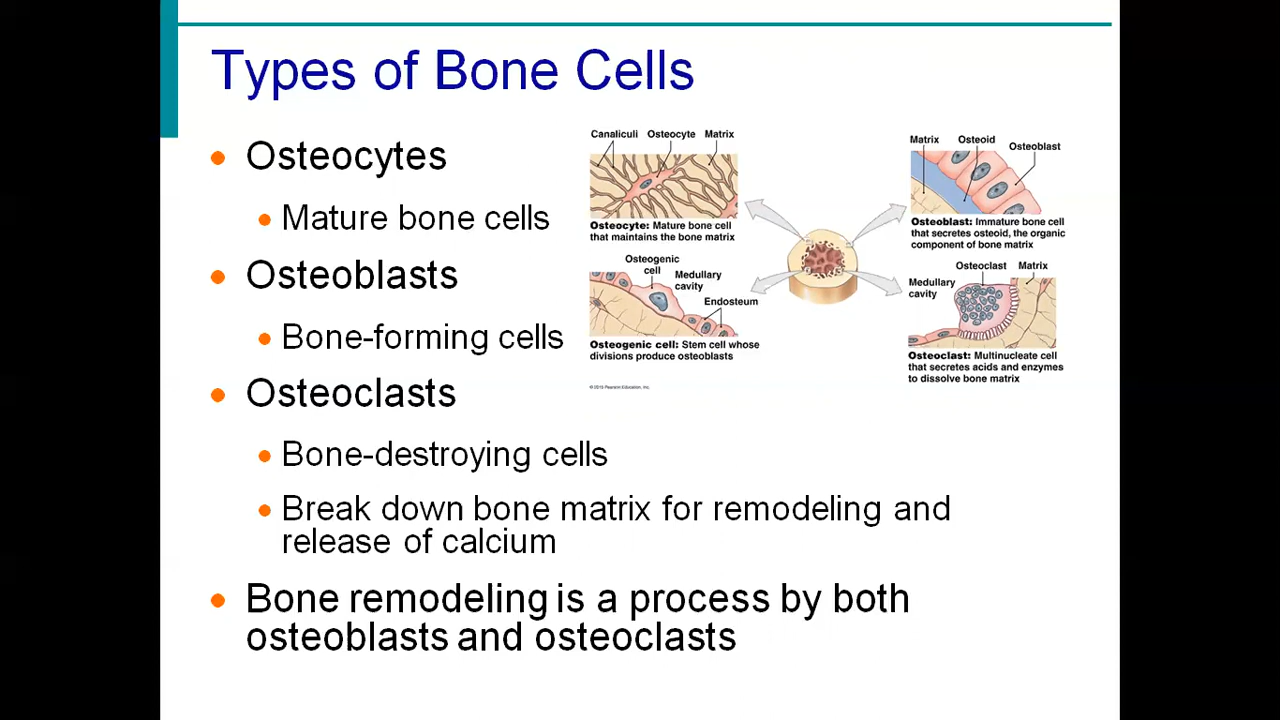 Types of Bone Cells
Osteocytes
Mature bone cells
Osteoblasts
Bone-forming cells
Osteoclasts
Bone-destroying cells
Break down bone matrix for remodeling and
release of calcium
Bone remodeling is a process by both
osteoblasts and osteoclasts
Canaliculi Osteocyte Matrix
Osteocyte: Mature bone cell
that maintains the bone matrix
Matrix Osteoid
Osteoblast
Osteoblast: Immature bone cell
that secretes osteoid, the organic
component of bone matrix
Osteogenic
cell
Medullary
cavity
Endosteum
Osteogenic cell: Stem cell whose
divisions produce osteoblasts
Osteoclast Matrix
Medullary
cavity
Osteoclast: Multinucleate cell
that secretes acids and enzymes
to dissolve bone matrix
© 2015 Pearson Education, Inc.